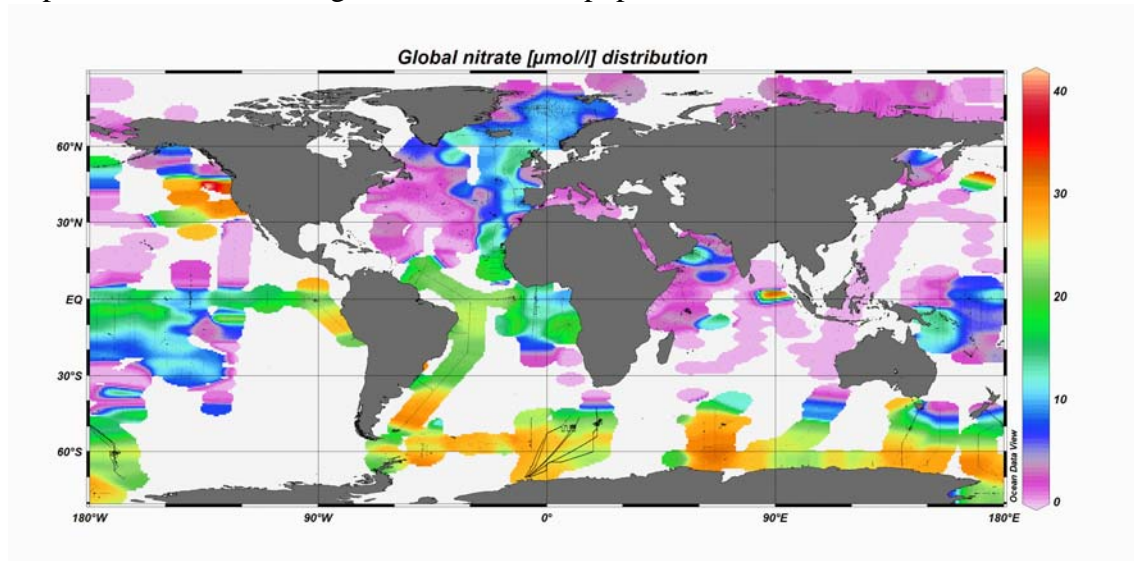 Global nitrate [µmol/l] distribution
40
60°N
30
30°N
20
EQ
10
30°S
60°S
Ocean Data View
0
180°W
90°W
0°
90°E
180°E